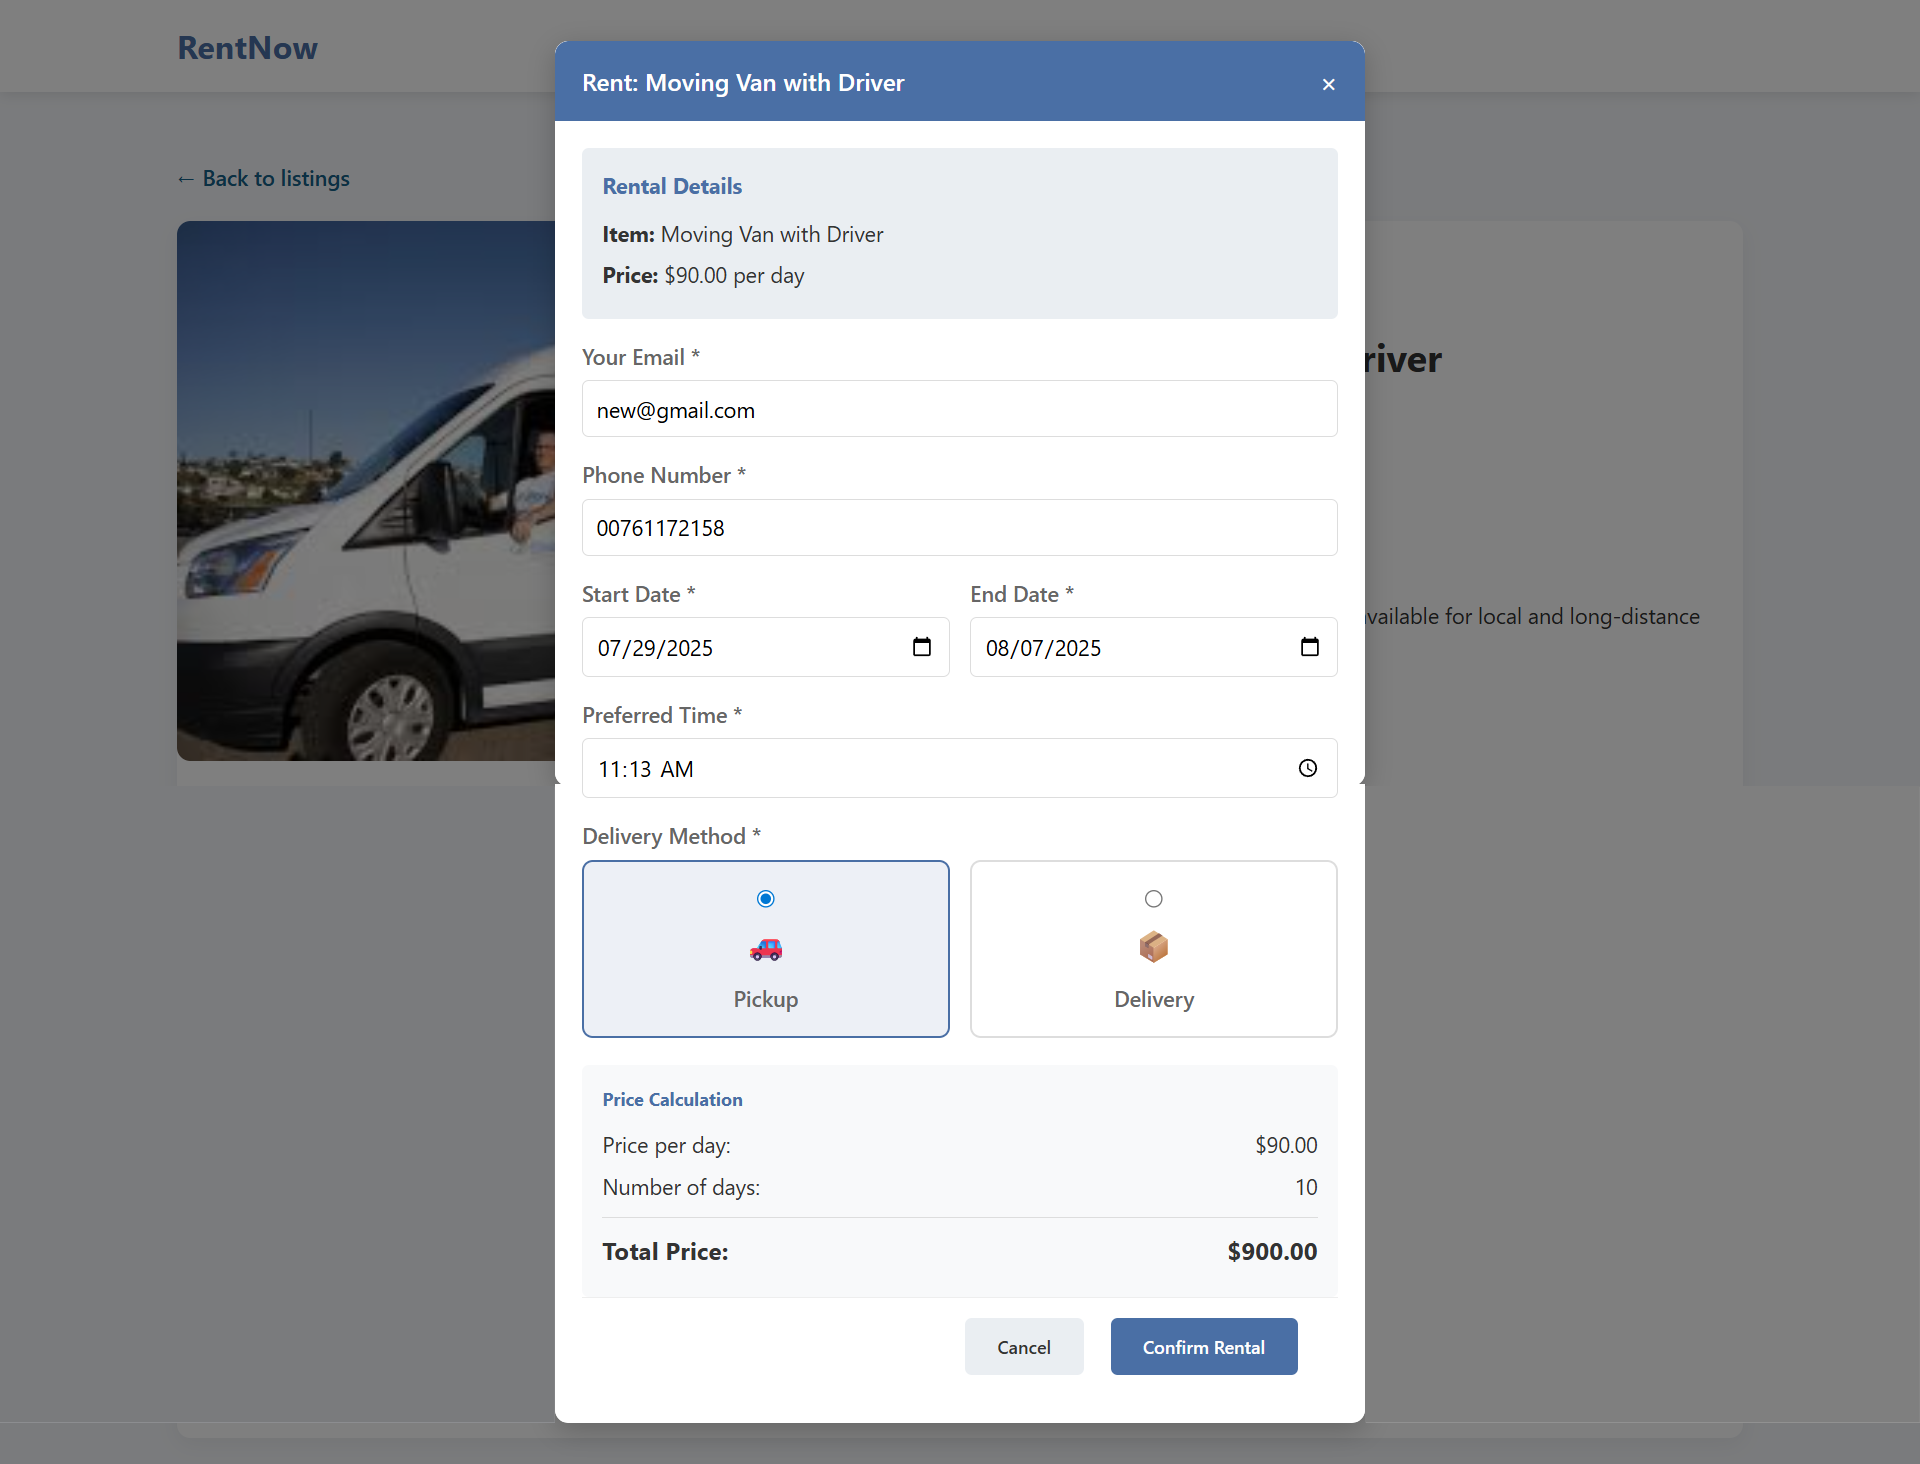 RentNow
Rent: Moving Van with Driver
×
← Back to listings
Rental Details
Item: Moving Van with Driver
Price: $90.00 per day
river
Your Email *
new@gmail.com
Phone Number *
00761172158
Start Date *
End Date *
07/29/2025
08/07/2025
vailable for local and long-distance
Preferred Time *
11:13 AM
Delivery Method *
Pickup
Delivery
Price Calculation
Price per day:
$90.00
Number of days:
10
Total Price:
$900.00
Cancel
Confirm Rental